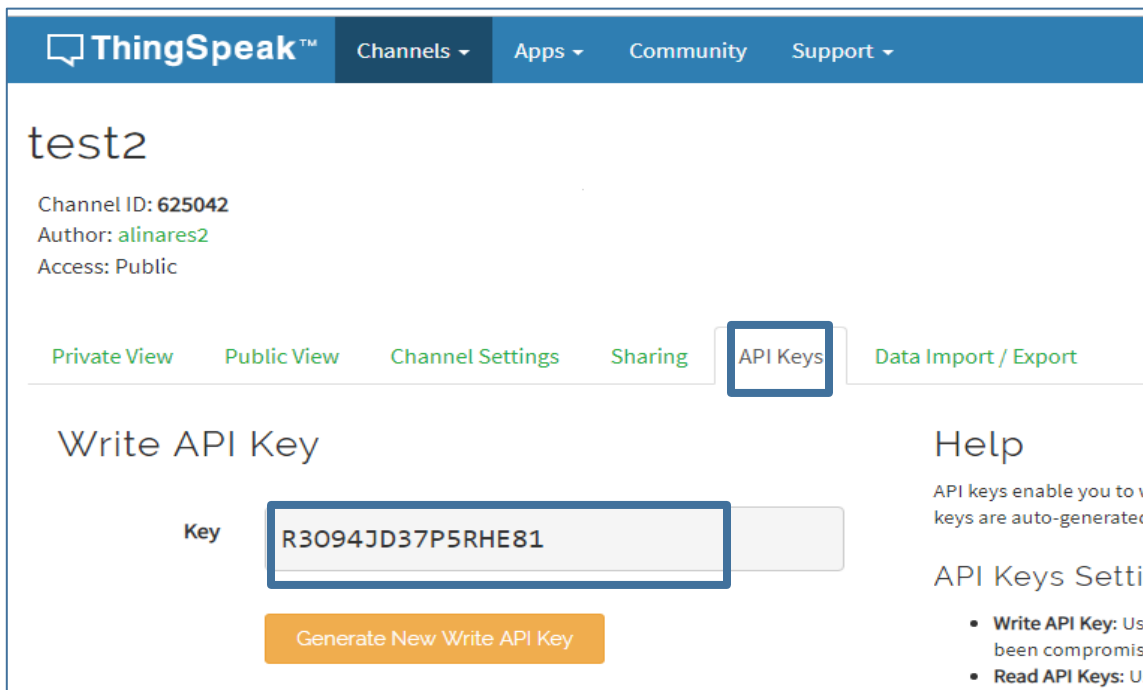 ThingSpeak™ Channels Apps Community Support
test2
Channel ID: 625042
Author: alinares2
Access: Public
Private View Public View Channel Settings Sharing API Keys Data Import / Export
Write API Key
Help
API keys enable you to
keys are auto-generated
Key R3O94JD37P5RHE81
API Keys Setti
Generate New Write API Key
Write API Key: Us
been compromis
Read API Keys: U